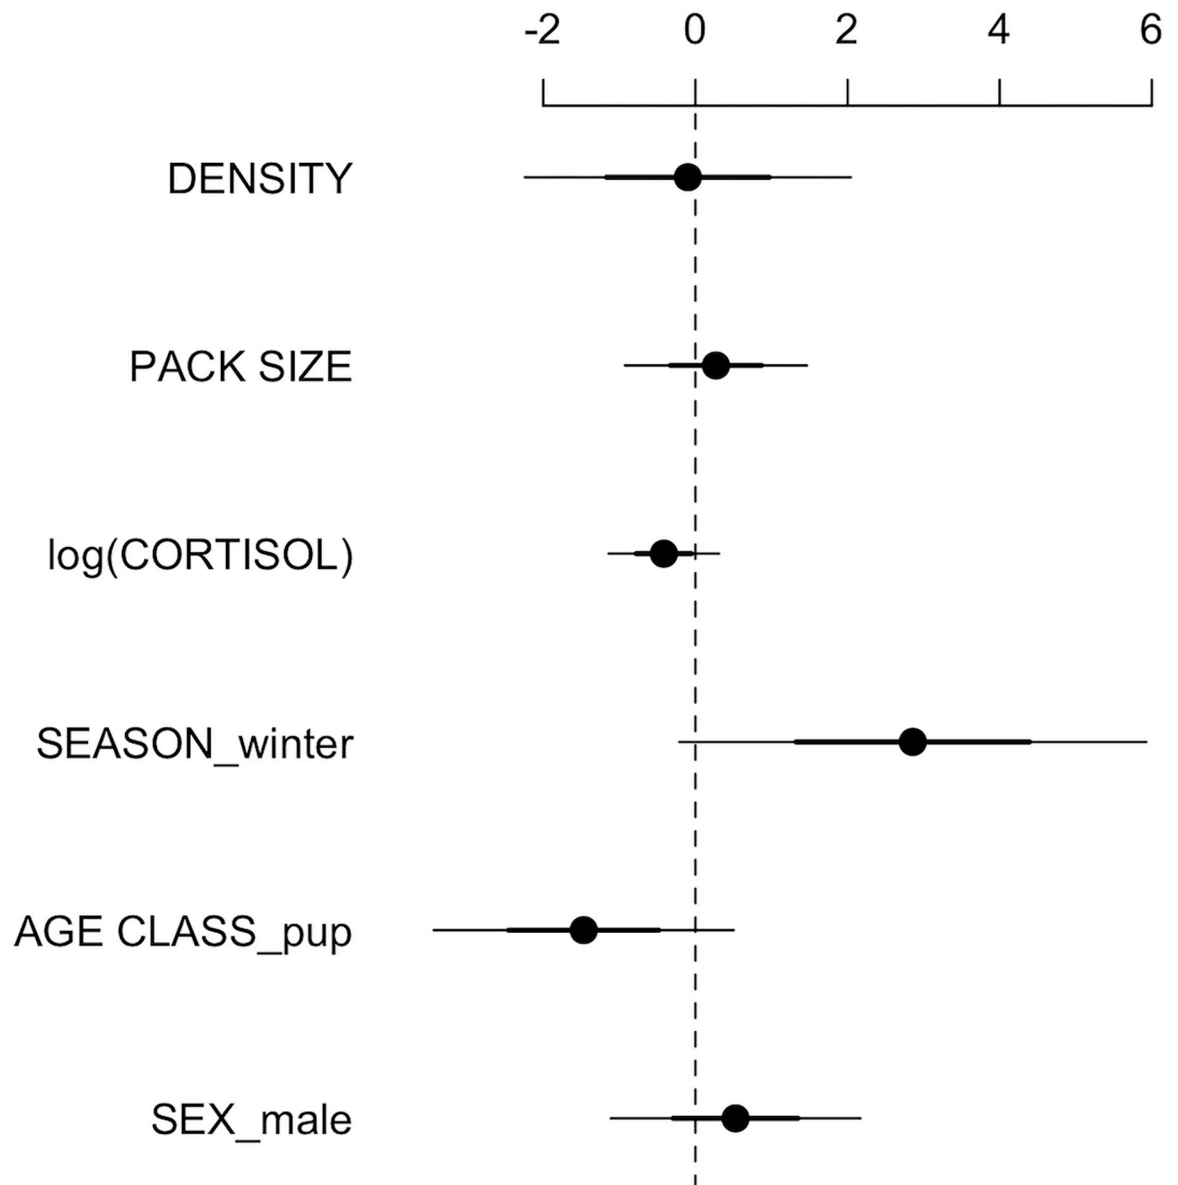 -2 0 2 4 6
DENSITY
PACK SIZE
log(CORTISOL)
SEASON_winter
AGE CLASS_pup
SEX_male